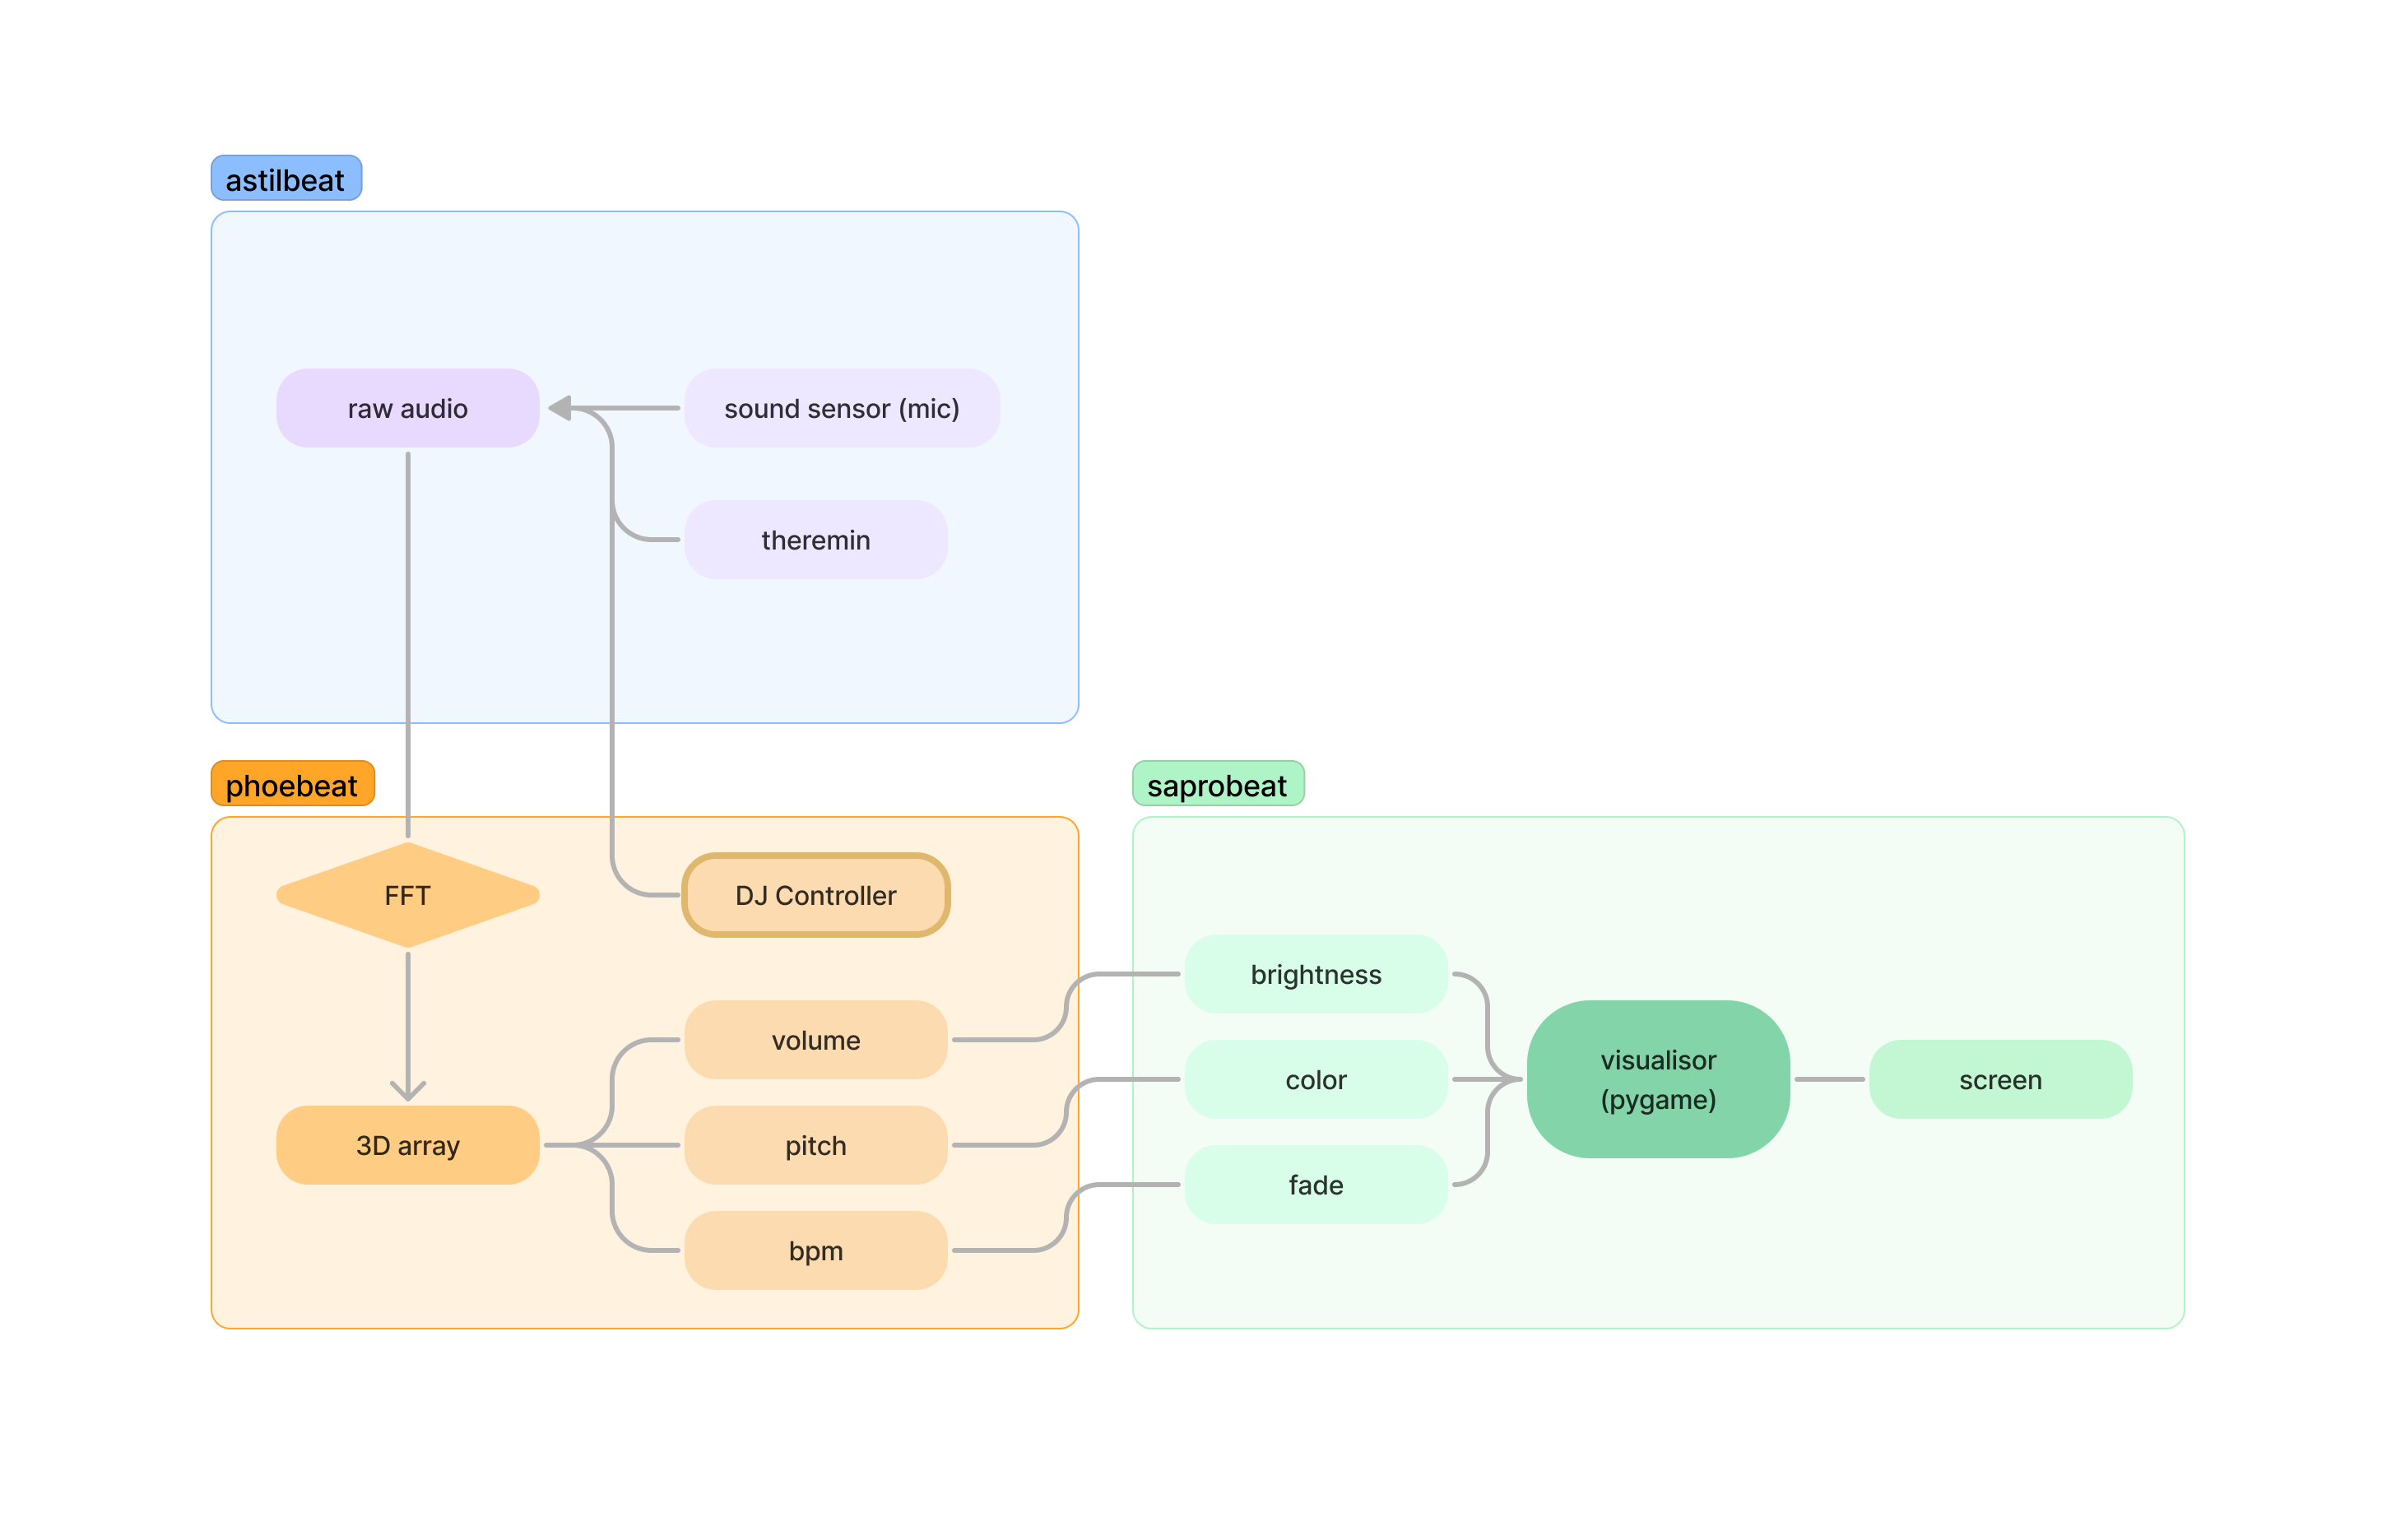 astilbeat
raw audio
sound sensor (mic)
theremin
phoebeat
FFT
DJ Controller
volume
3D array
pitch
bpm
saprobeat
brightness
color
fade
visualisor
(pygame)
screen